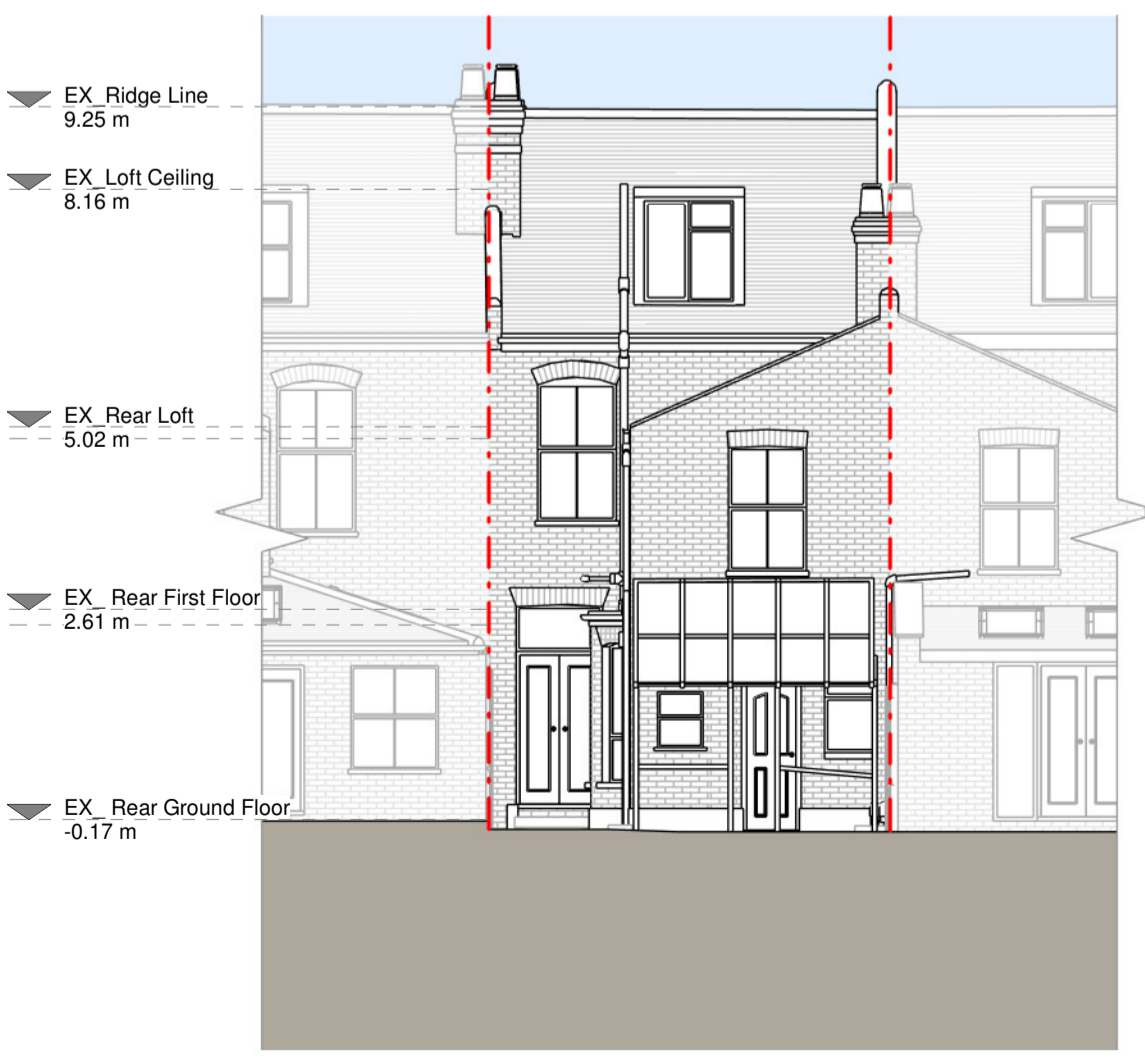 EX_Ridge Line
9.25 m
EX_Loft Ceiling
8.16 m
EX_Rear Loft
5.02 m
EX_ Rear First Floor
2.61 m
EX_ Rear Ground Floor
-0.17 m